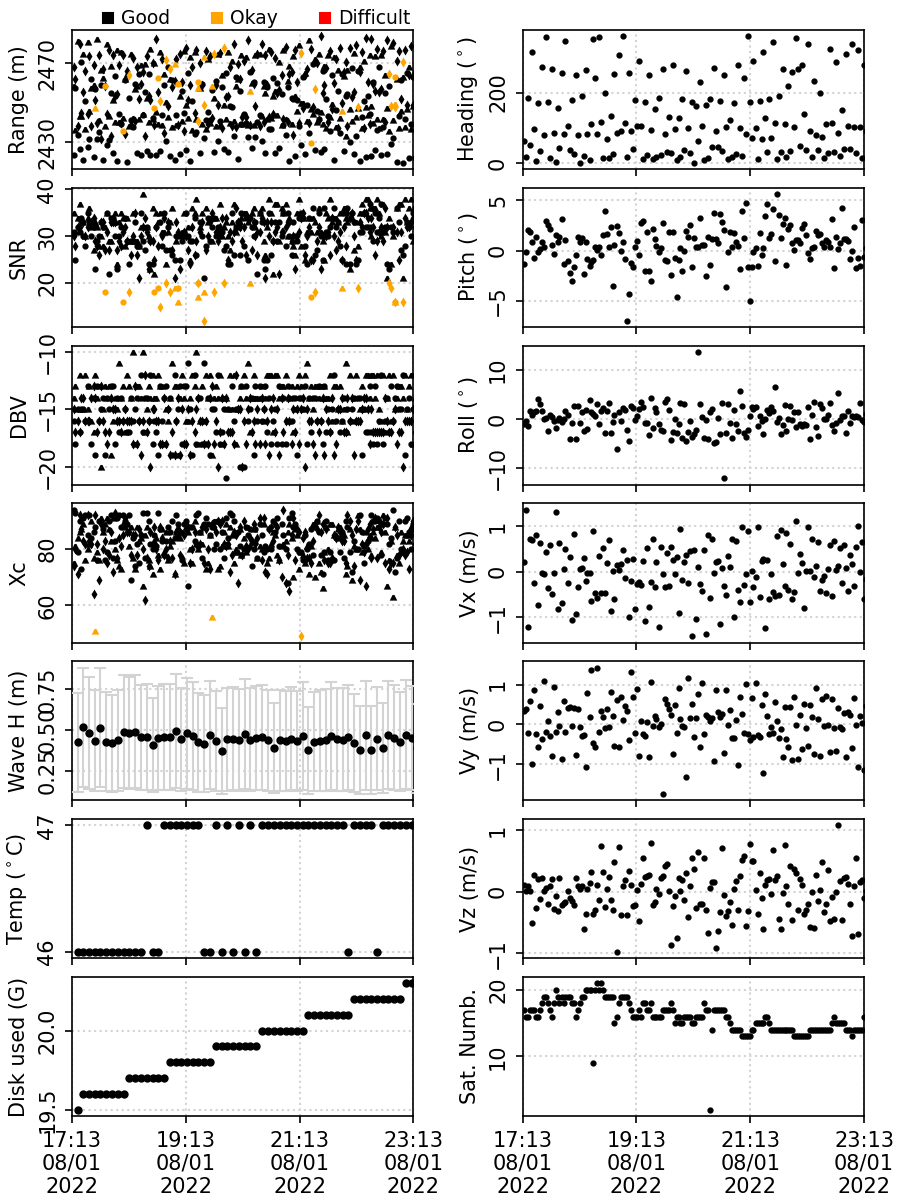 Good Okay Difficult
Range (m)
2470
2430
Heading (°)
200
0
SNR
40
30
20
Pitch (°)
5
0
−5
DBV
−10
−15
−20
Roll (°)
10
0
−10
Xc
80
60
Vx (m/s)
1
0
−1
Wave H (m)
0.75
0.5
0.25
Vy (m/s)
1
0
−1
Temp (°C)
47
46
Vz (m/s)
1
0
−1
Disk used (G)
20.0
19.5
Sat. Numb.
20
10
17:13 19:13 21:13 23:13 17:13 19:13 21:13 23:13
08/01 08/01 08/01 08/01 08/01 08/01 08/01 08/01
2022 2022 2022 2022 2022 2022 2022 2022